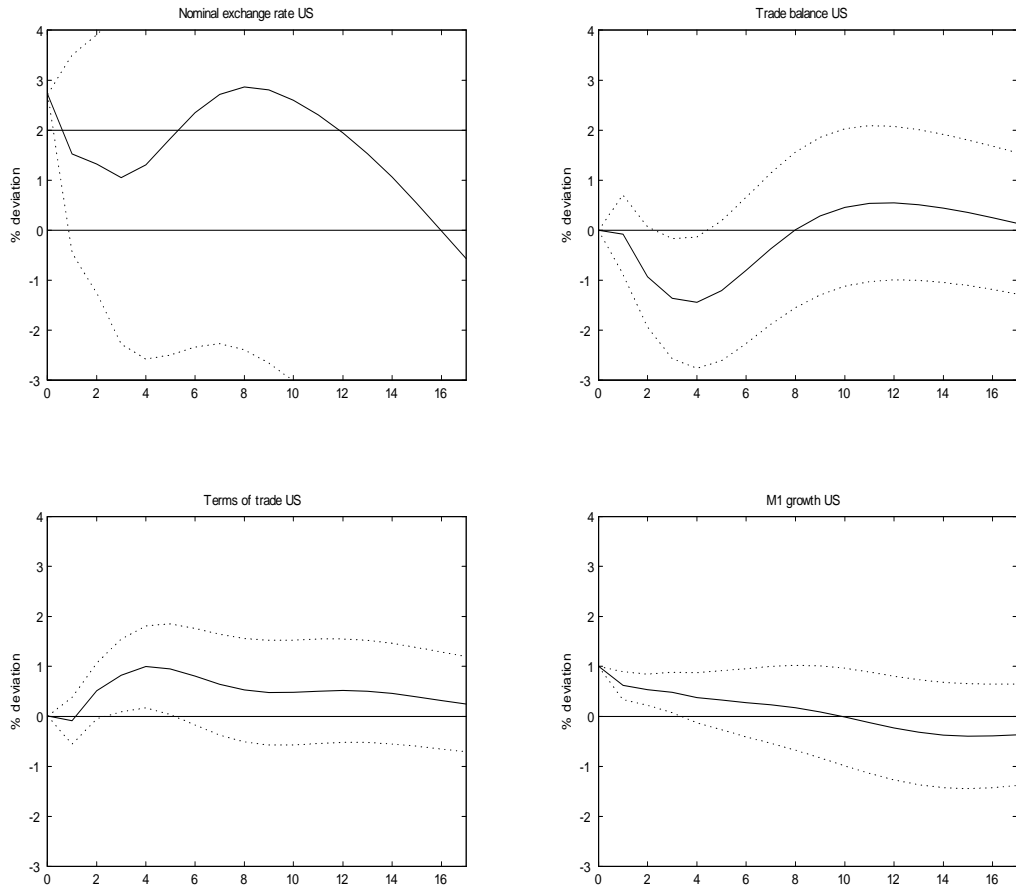 Nominal exchange rate US
% deviation
4
3
2
1
0
-1
-2
-3
0 2 4 6 8 10 12 14 16
Trade balance US
% deviation
4
3
2
1
0
-1
-2
-3
0 2 4 6 8 10 12 14 16
Terms of trade US
% deviation
4
3
2
1
0
-1
-2
-3
0 2 4 6 8 10 12 14 16
M1 growth US
% deviation
4
3
2
1
0
-1
-2
-3
0 2 4 6 8 10 12 14 16